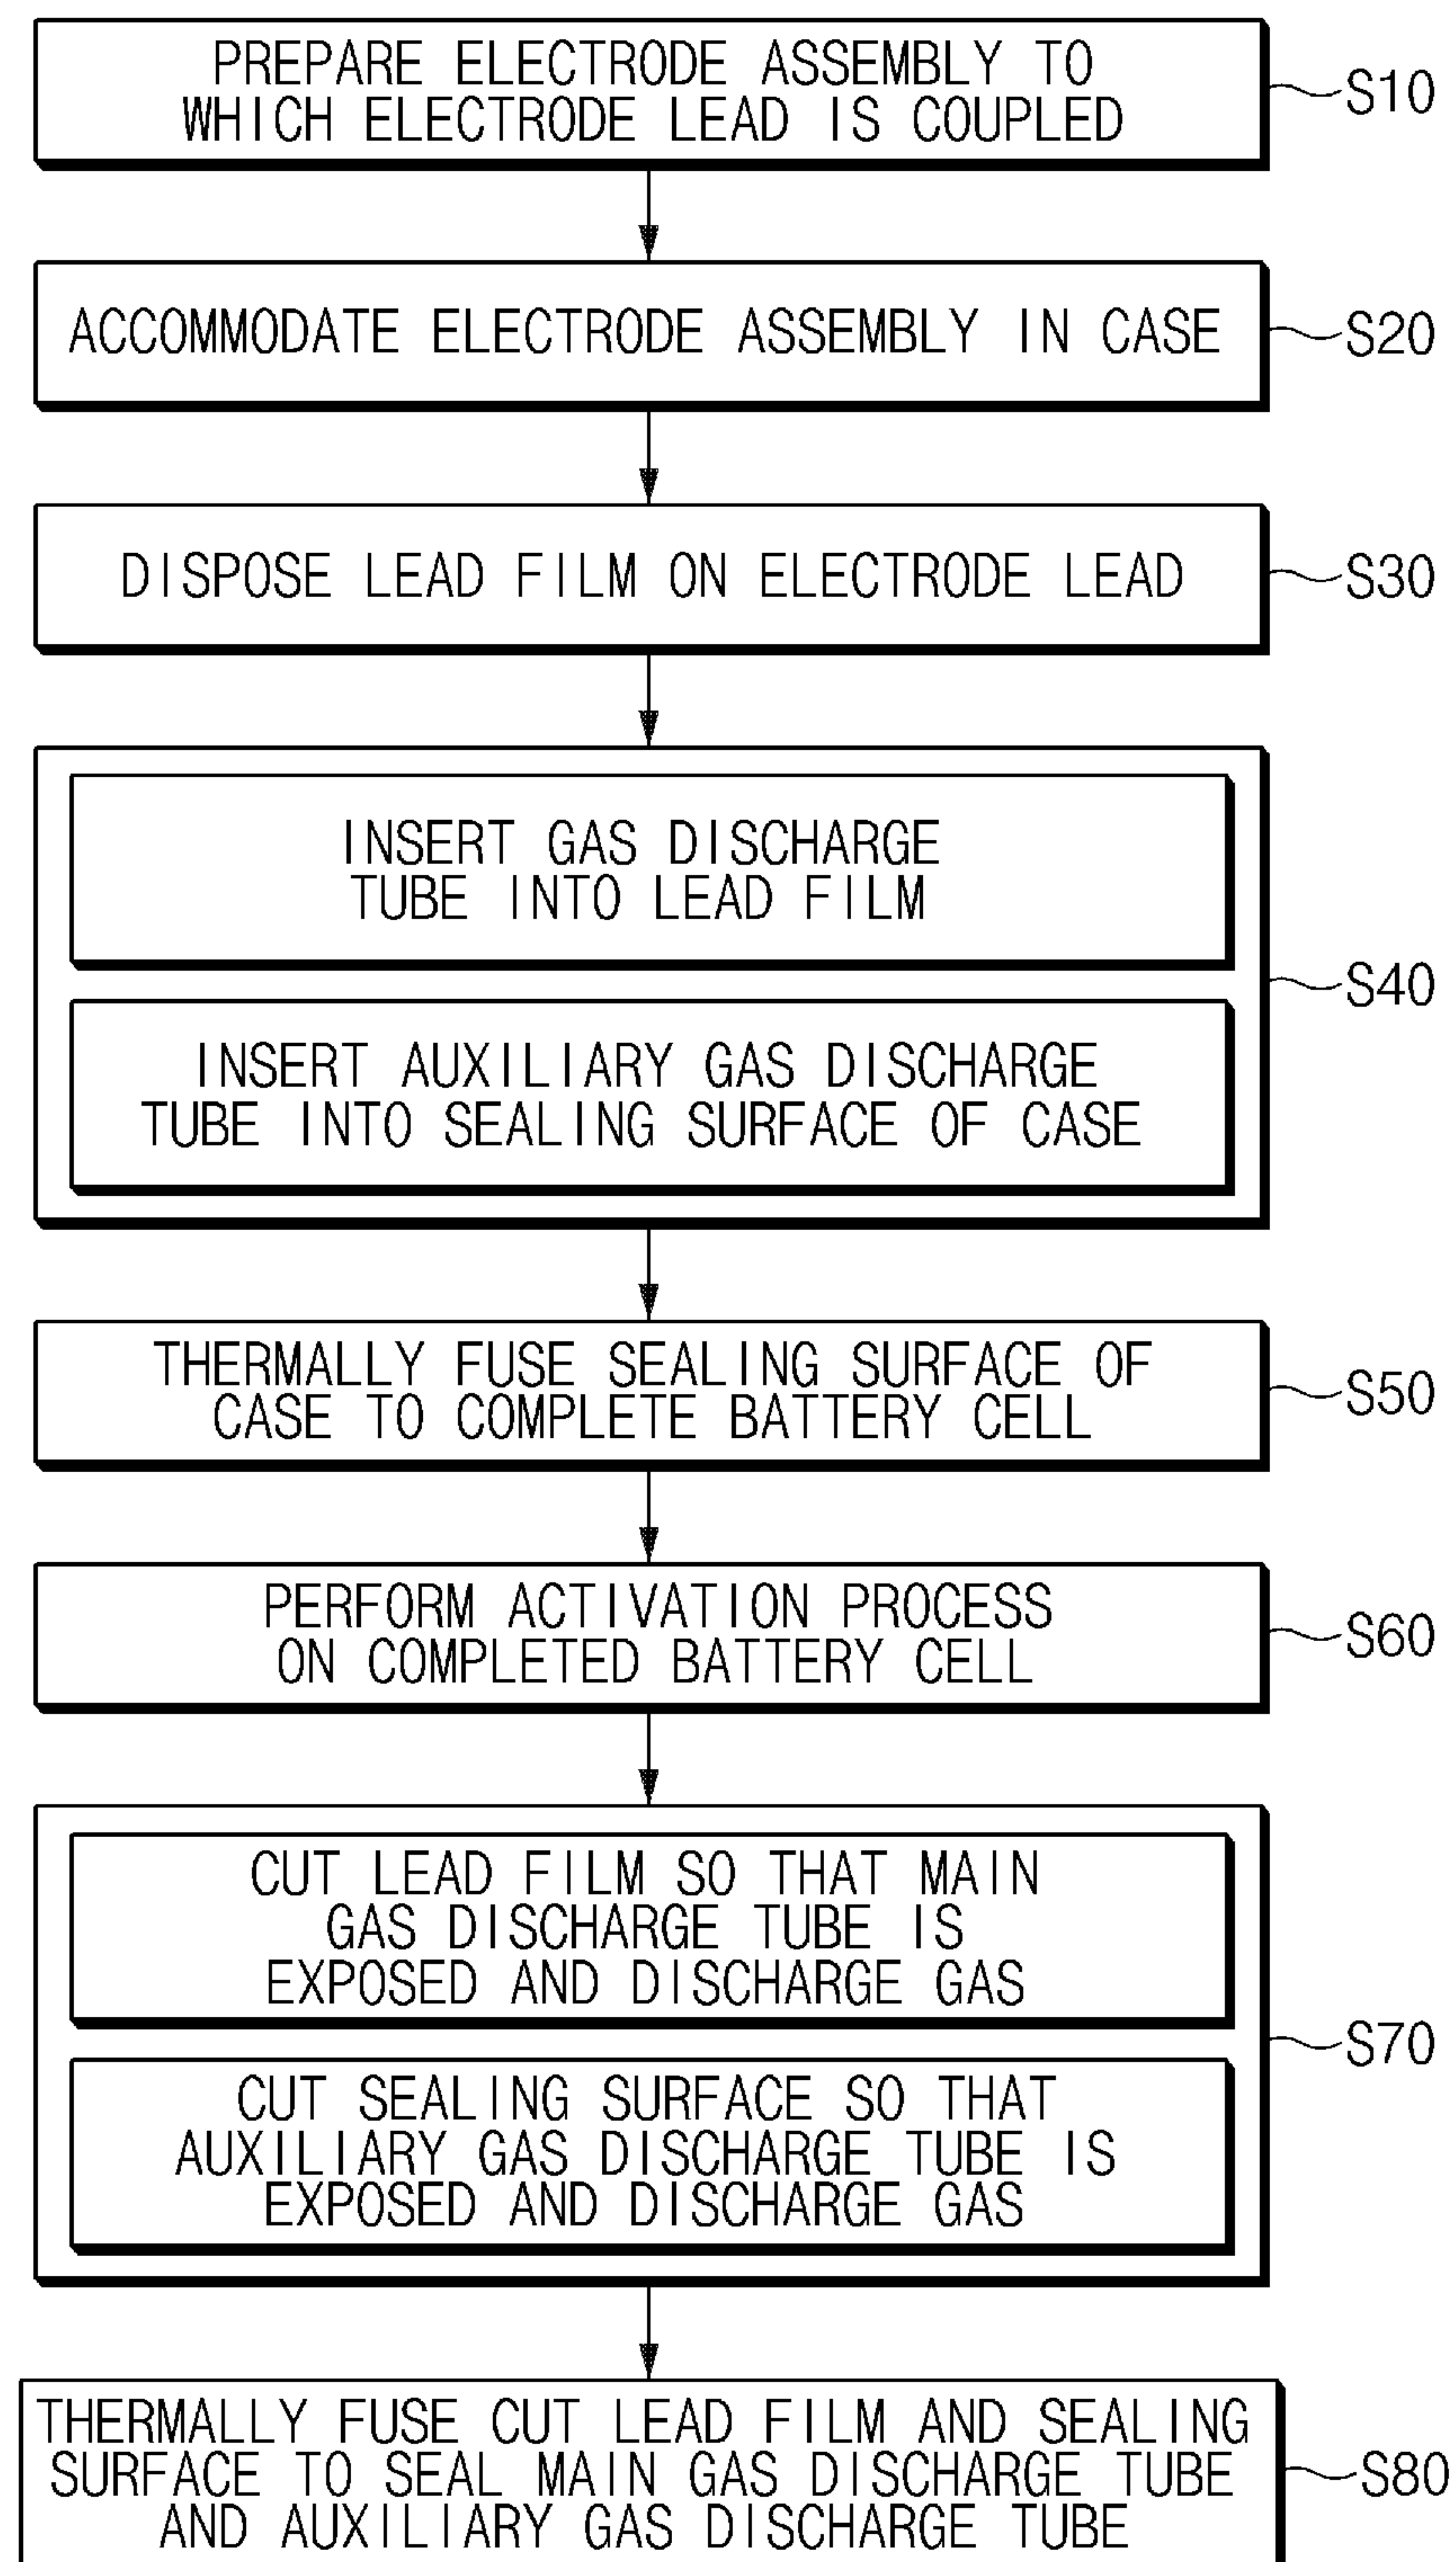 PREPARE ELECTRODE ASSEMBLY TO
WHICH ELECTRODE LEAD IS COUPLED
S10
ACCOMMODATE ELECTRODE ASSEMBLY IN CASE
S20
DISPOSE LEAD FILM ON ELECTRODE LEAD
S30
INSERT GAS DISCHARGE
TUBE INTO LEAD FILM
INSERT AUXILIARY GAS DISCHARGE
TUBE INTO SEALING SURFACE OF CASE
S40
THERMALLY FUSE SEALING SURFACE OF
CASE TO COMPLETE BATTERY CELL
S50
PERFORM ACTIVATION PROCESS
ON COMPLETED BATTERY CELL
S60
CUT LEAD FILM SO THAT MAIN
GAS DISCHARGE TUBE IS
EXPOSED AND DISCHARGE GAS
CUT SEALING SURFACE SO THAT
AUXILIARY GAS DISCHARGE TUBE IS
EXPOSED AND DISCHARGE GAS
S70
THERMALLY FUSE CUT LEAD FILM AND SEALING
SURFACE TO SEAL MAIN GAS DISCHARGE TUBE
AND AUXILIARY GAS DISCHARGE TUBE
S80